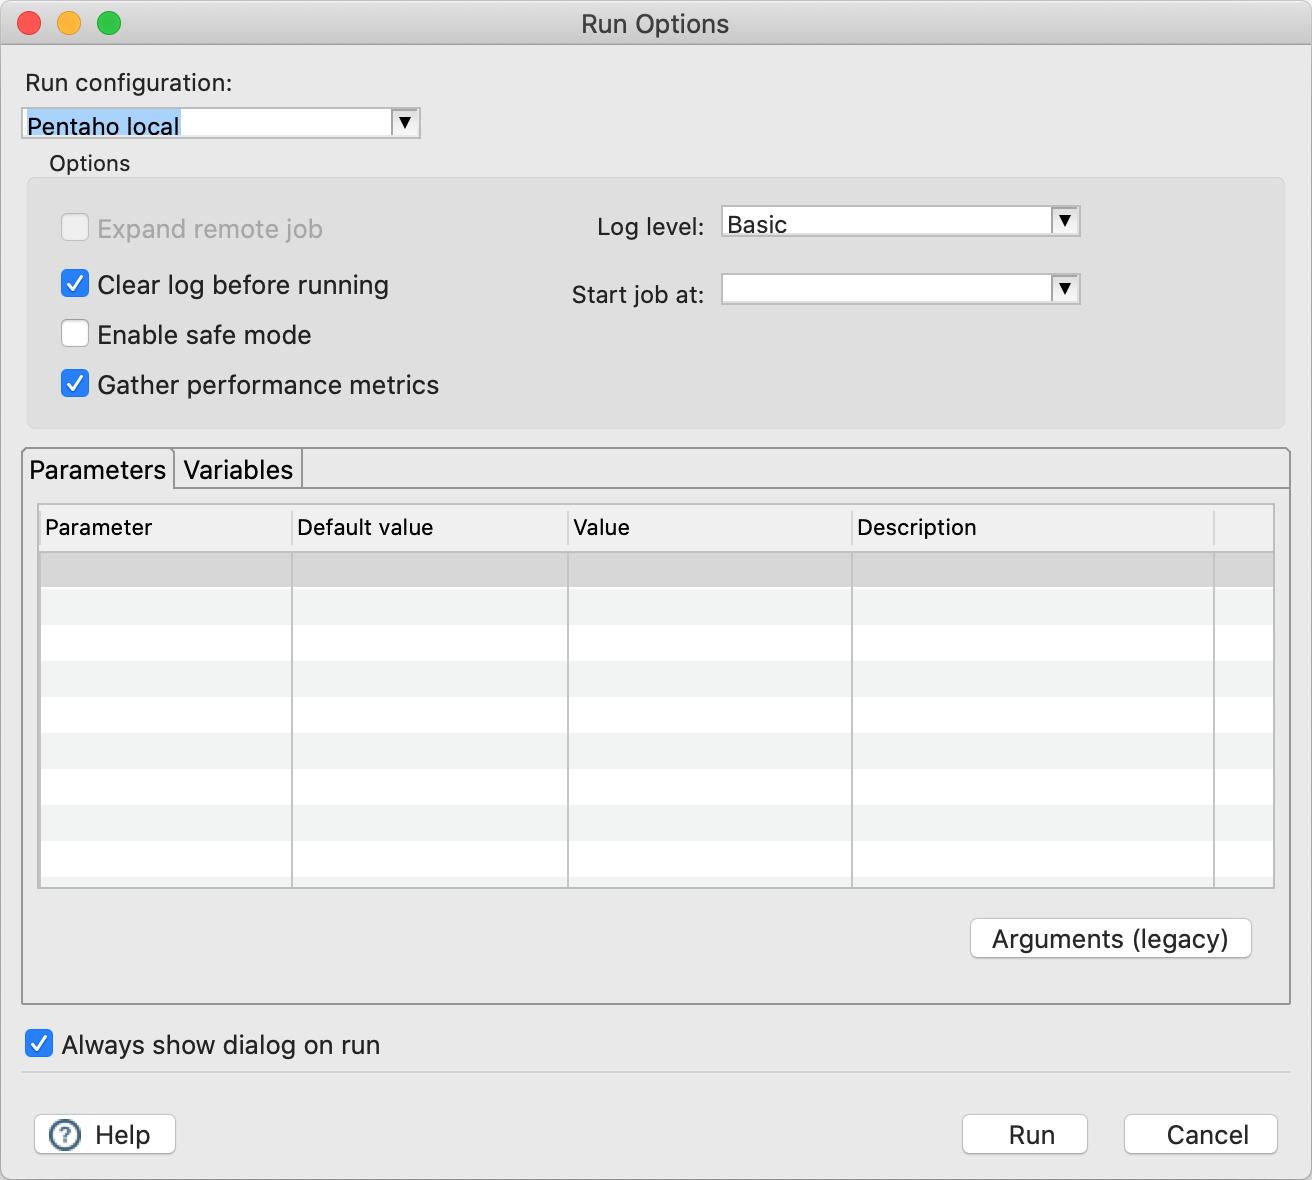 Run Options
Run configuration:
Pentaho local
Options
Expand remote job
Log level: Basic
Clear log before running
Start job at:
Enable safe mode
Gather performance metrics
Parameters Variables
Parameter Default value Value Description
Arguments (legacy)
Always show dialog on run
? Help Run Cancel